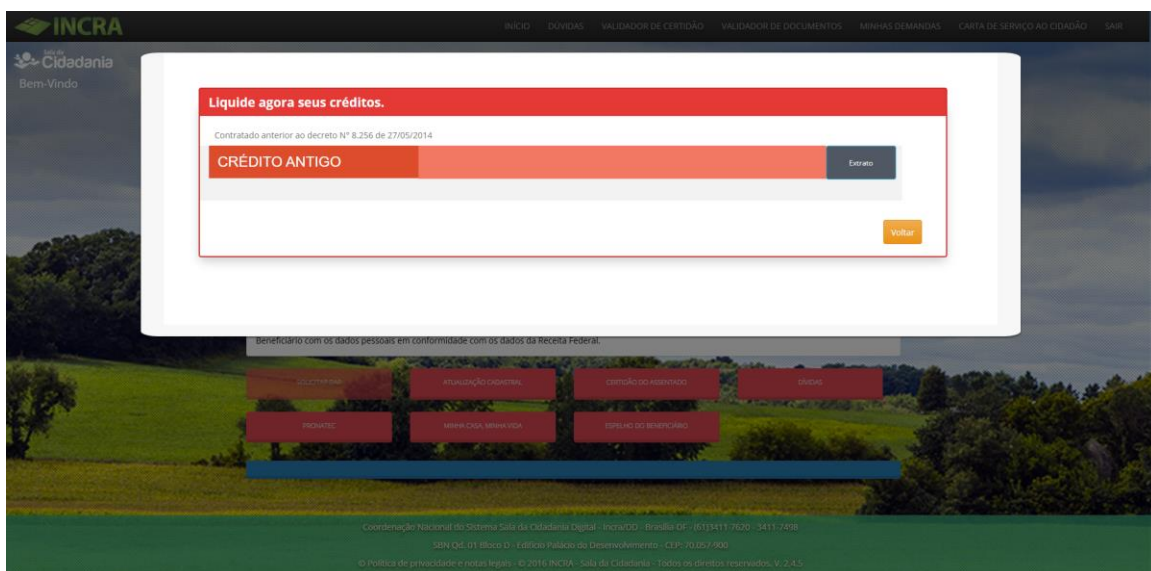 INCRA
INÍCIO DÚVIDAS VALIDADOR DE CERTIDÃO VALIDADOR DE DOCUMENTOS MINHAS DEMANDAS CARTA DE SERVIÇO AO CIDADÃO SAIR
Sala da
Cidadania
Bem-Vindo
Liquide agora seus créditos.
Contratado anterior ao decreto N° 8.256 de 27/05/2014
CRÉDITO ANTIGO
Extrato
Voltar
Beneficiário com os dados pessoais em conformidade com os dados da Receita Federal.
SOLICITAR DAP ATUALIZAÇÃO CADASTRAL CERTIDÃO DO ASSENTADO DÍVIDAS
PRONATEC MINHA CASA, MINHA VIDA ESPELHO DO BENEFICIÁRIO
Coordenação Nacional do Sistema Sala da Cidadania Digital - Incra/DD - Brasília-DF - (61)3411-7620 - 3411-7498
SBN Qd. 01 Bloco D - Edifício Palácio do Desenvolvimento - CEP: 70.057-900
© Política de privacidade e notas legais - © 2016 INCRA - Sala da Cidadania - Todos os direitos reservados. V. 2.4.5